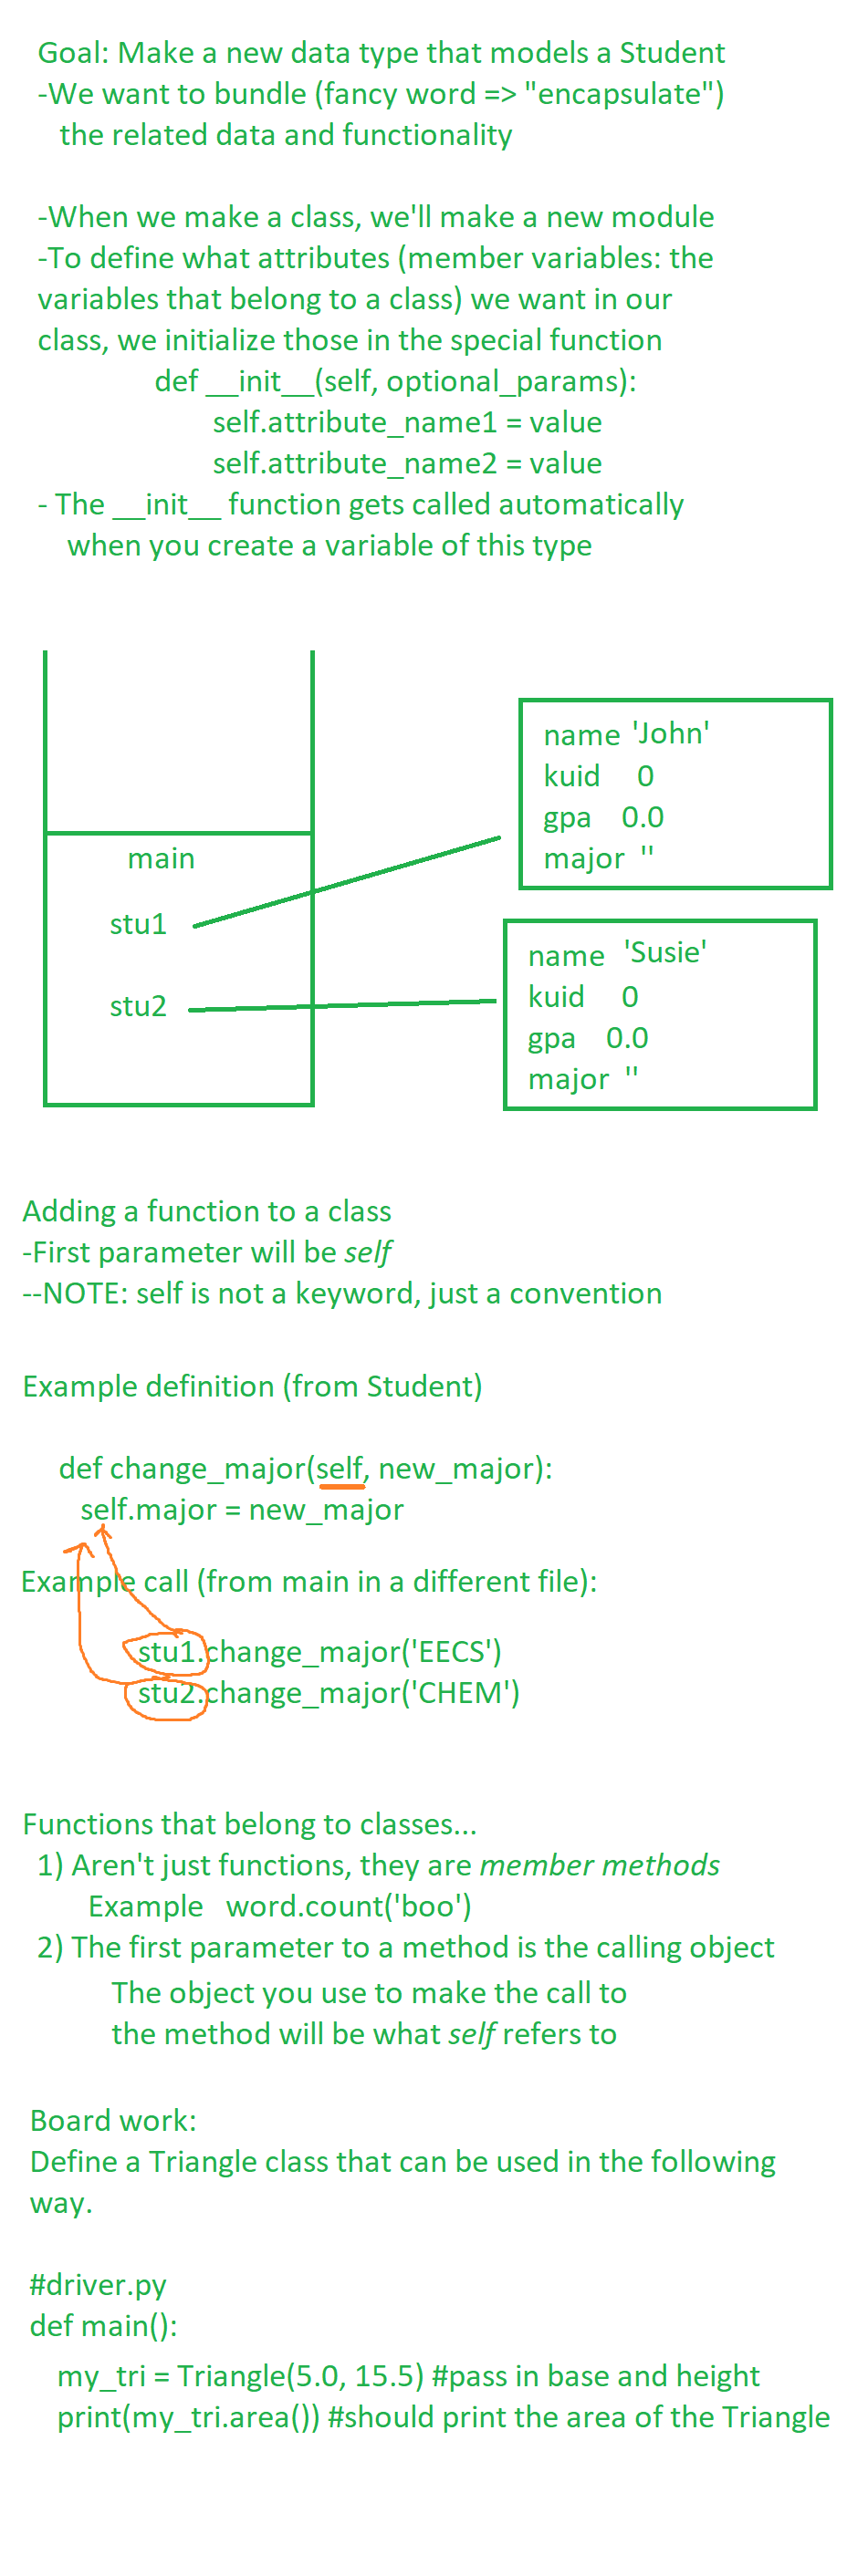 Goal: Make a new data type that models a Student
-We want to bundle (fancy word => "encapsulate")
the related data and functionality
-When we make a class, we'll make a new module
-To define what attributes (member variables: the
variables that belong to a class) we want in our
class, we initialize those in the special function
def __init__(self, optional_params):
self.attribute_name1 = value
self.attribute_name2 = value
- The __init__ function gets called automatically
when you create a variable of this type
main
stu1
stu2
name 'John'
kuid 0
gpa 0.0
major ''
name 'Susie'
kuid 0
gpa 0.0
major ''
Adding a function to a class
-First parameter will be self
--NOTE: self is not a keyword, just a convention
Example definition (from Student)
def change_major(self, new_major):
self.major = new_major
Example call (from main in a different file):
stu1.change_major('EECS')
stu2.change_major('CHEM')
Functions that belong to classes...
1) Aren't just functions, they are member methods
Example word.count('boo')
2) The first parameter to a method is the calling object
The object you use to make the call to
the method will be what self refers to
Board work:
Define a Triangle class that can be used in the following
way.
#driver.py
def main():
my_tri = Triangle(5.0, 15.5) #pass in base and height
print(my_tri.area()) #should print the area of the Triangle